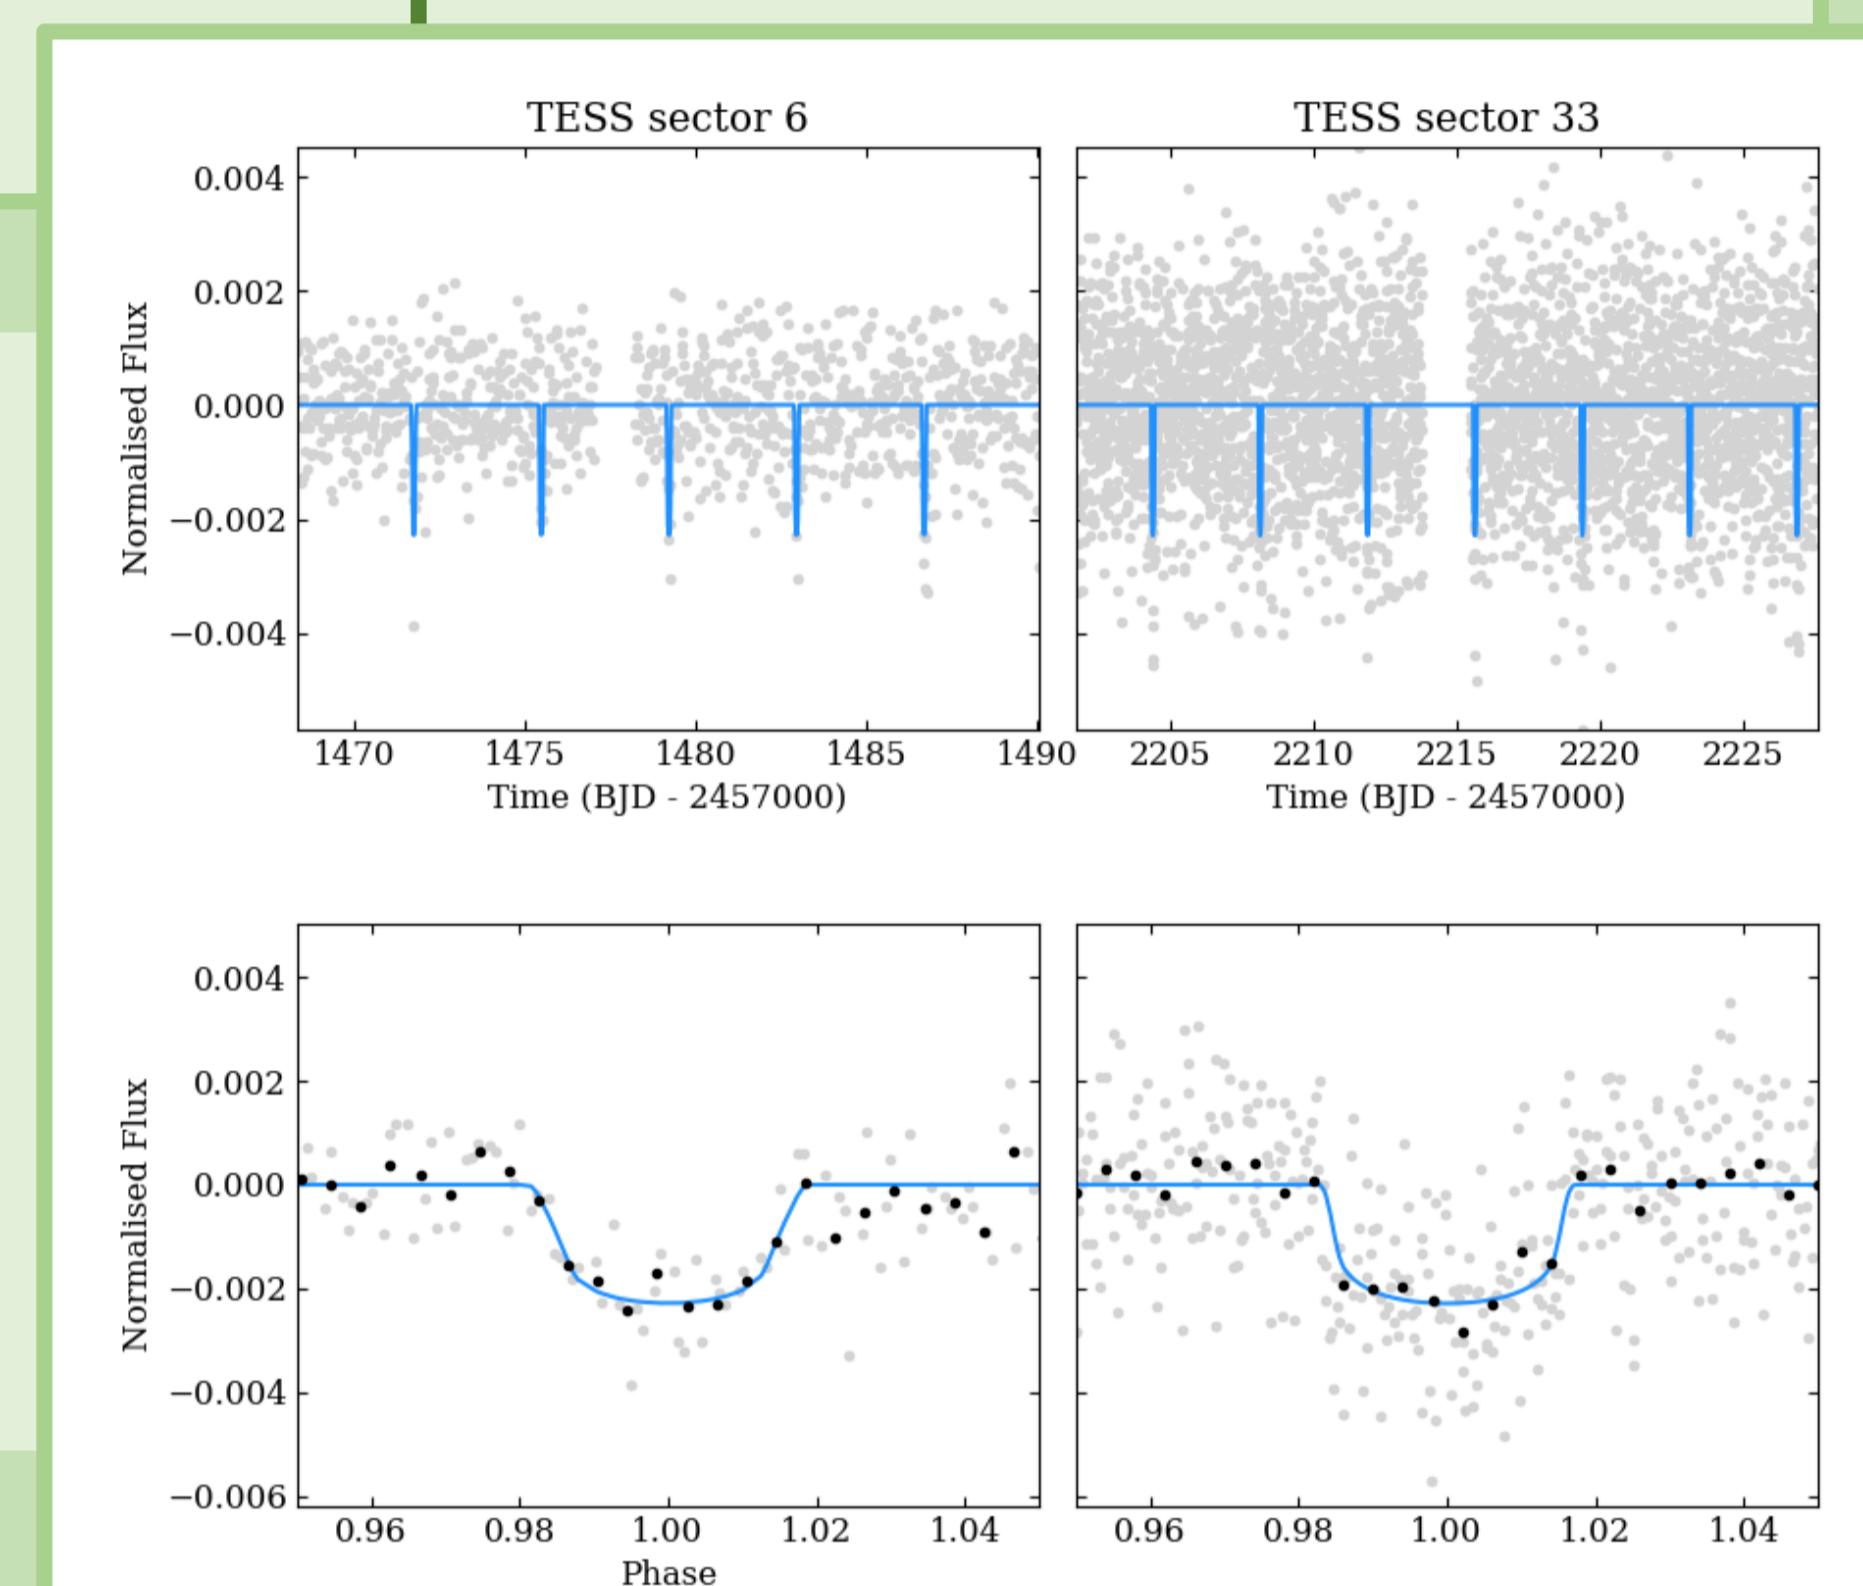 TESS sector 6
TESS sector 33
0.004
0.002
0.000
−0.002
−0.004
Normalised Flux
1470 1475 1480 1485 1490
2205 2210 2215 2220 2225
Time (BJD - 2457000)
Time (BJD - 2457000)
0.004
0.002
0.000
−0.002
−0.004
−0.006
Normalised Flux
0.96 0.98 1.00 1.02 1.04
0.96 0.98 1.00 1.02 1.04
Phase